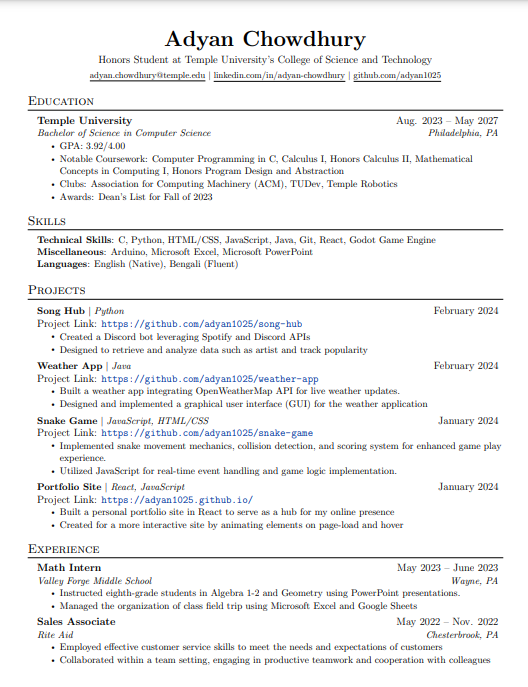 Adyan Chowdhury
Honors Student at Temple University's College of Science and Technology
adyan.chowdhury@temple.edu | linkedin.com/in/adyan-chowdhury | github.com/adyan1025
Education
Temple University Aug. 2023 – May 2027
Bachelor of Science in Computer Science Philadelphia, PA
• GPA: 3.92/4.00
• Notable Coursework: Computer Programming in C, Calculus I, Honors Calculus II, Mathematical
Concepts in Computing I, Honors Program Design and Abstraction
• Clubs: Association for Computing Machinery (ACM), TUDev, Temple Robotics
• Awards: Dean's List for Fall of 2023
Skills
Technical Skills: C, Python, HTML/CSS, JavaScript, Java, Git, React, Godot Game Engine
Miscellaneous: Arduino, Microsoft Excel, Microsoft PowerPoint
Languages: English (Native), Bengali (Fluent)
Projects
Song Hub | Python February 2024
Project Link: https://github.com/adyan1025/song-hub
• Created a Discord bot leveraging Spotify and Discord APIs
• Designed to retrieve and analyze data such as artist and track popularity
Weather App | Java February 2024
Project Link: https://github.com/adyan1025/weather-app
• Built a weather app integrating OpenWeatherMap API for live weather updates.
• Designed and implemented a graphical user interface (GUI) for the weather application
Snake Game | JavaScript, HTML/CSS January 2024
Project Link: https://github.com/adyan1025/snake-game
• Implemented snake movement mechanics, collision detection, and scoring system for enhanced game play
experience.
• Utilized JavaScript for real-time event handling and game logic implementation.
Portfolio Site | React, JavaScript January 2024
Project Link: https://adyan1025.github.io/
• Built a personal portfolio site in React to serve as a hub for my online presence
• Created for a more interactive site by animating elements on page-load and hover
Experience
Math Intern May 2023 – June 2023
Valley Forge Middle School Wayne, PA
• Instructed eighth-grade students in Algebra 1-2 and Geometry using PowerPoint presentations.
• Managed the organization of class field trip using Microsoft Excel and Google Sheets
Sales Associate May 2022 – Nov. 2022
Rite Aid Chesterbrook, PA
• Employed effective customer service skills to meet the needs and expectations of customers
• Collaborated within a team setting, engaging in productive teamwork and cooperation with colleagues